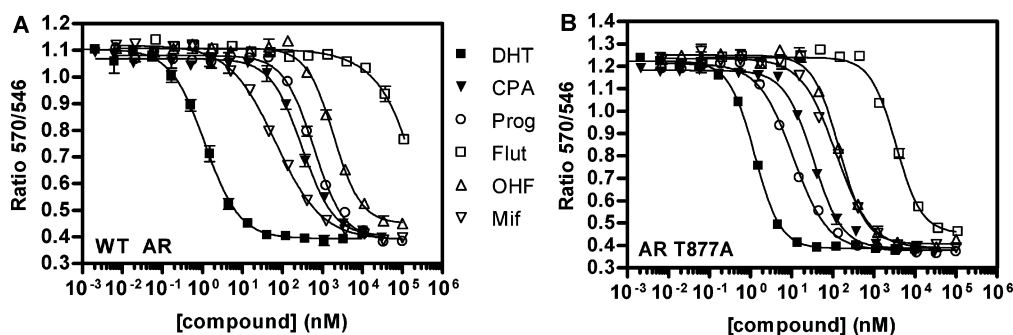 A
Ratio 570/546
1.2
1.1
1.0
0.9
0.8
0.7
0.6
0.5
0.4
0.3
WT AR
10-3 10-2 10-1 100 101 102 103 104 105 106
[compound] (nM)
DHT
CPA
Prog
Flut
OHF
Mif
B
Ratio 570/546
1.4
1.3
1.2
1.1
1.0
0.9
0.8
0.7
0.6
0.5
0.4
0.3
AR T877A
10-3 10-2 10-1 100 101 102 103 104 105 106
[compound] (nM)